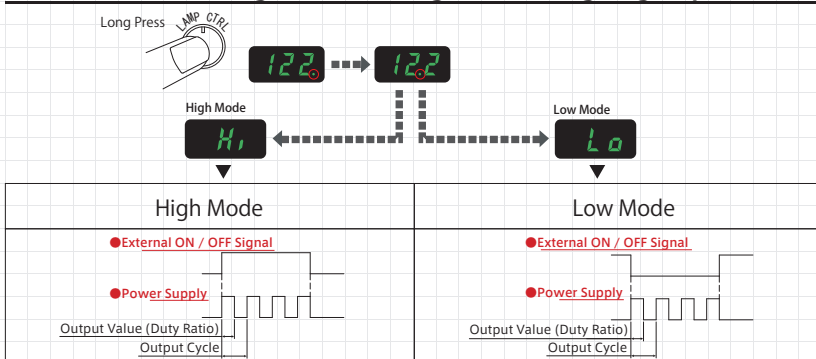 Long Press
LAMP CTRL
122.
12.2
High Mode
Low Mode
Hi
Lo
High Mode
Low Mode
●External ON / OFF Signal
●Power Supply
Output Value (Duty Ratio)
Output Cycle
●External ON / OFF Signal
●Power Supply
Output Value (Duty Ratio)
Output Cycle